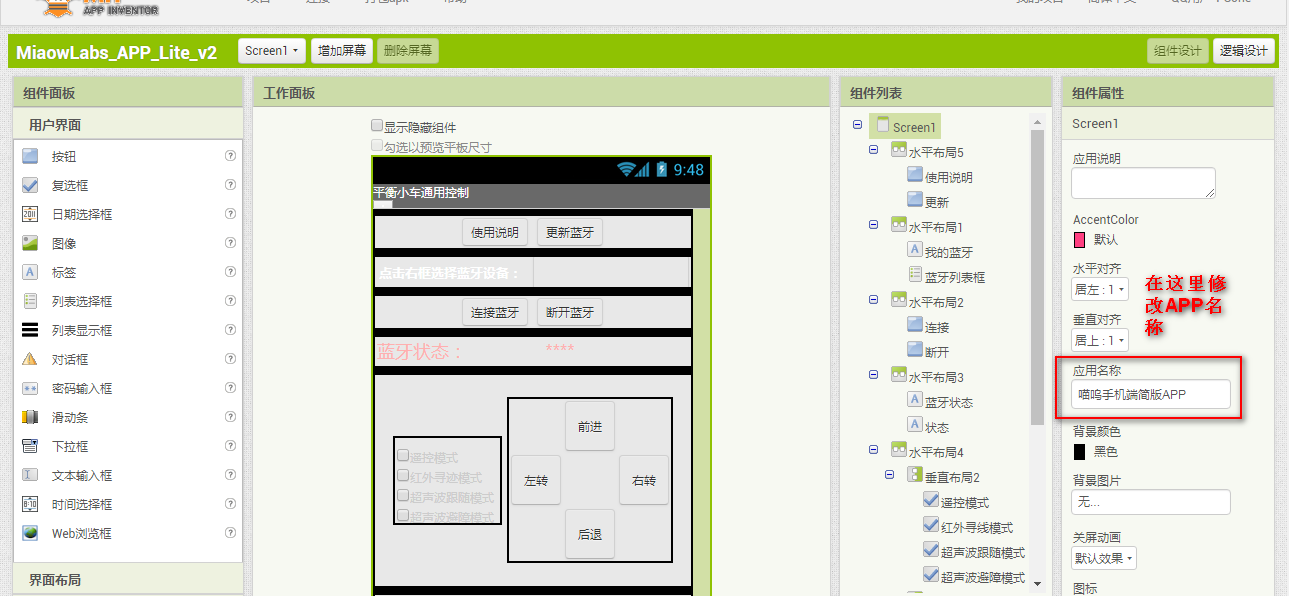 APP INVENTOR
MiaowLabs_APP_Lite_v2
Screen1
增加屏幕
删除屏幕
组件设计
逻辑设计
组件面板
用户界面
按钮
复选框
日期选择框
图像
标签
列表选择框
列表显示框
对话框
密码输入框
滑动条
下拉框
文本输入框
时间选择框
Web浏览框
界面布局
工作面板
显示隐藏组件
勾选以预览平板尺寸
9:48
平衡小车通用控制
使用说明 更新蓝牙
点击右框选择蓝牙设备：
连接蓝牙 断开蓝牙
蓝牙状态： ****
遥控模式
红外寻迹模式
超声波跟随模式
超声波避障模式
前进
左转 右转
后退
组件列表
Screen1
水平布局5
使用说明
更新
水平布局1
我的蓝牙
蓝牙列表框
水平布局2
连接
断开
水平布局3
蓝牙状态
状态
水平布局4
垂直布局2
遥控模式
红外寻线模式
超声波跟随模式
超声波避障模式
组件属性
Screen1
应用说明
AccentColor
默认
水平对齐
居左 : 1
垂直对齐
居上 : 1
应用名称
喵呜手机端简版APP
背景颜色
黑色
背景图片
无...
关屏动画
默认效果
图标
在这里修
改APP名
称